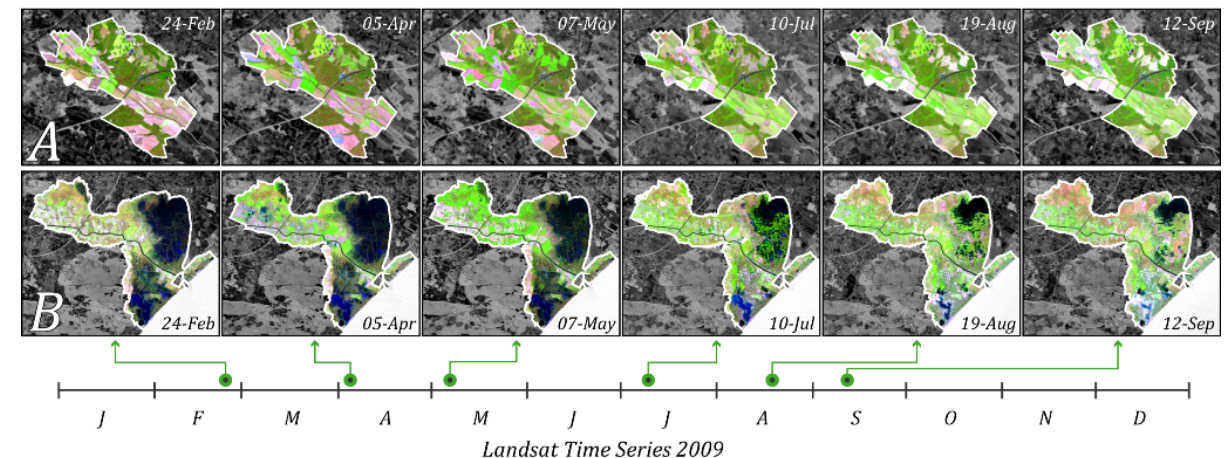 24-Feb 05-Apr 07-May 10-Jul 19-Aug 12-Sep
A
B
24-Feb 05-Apr 07-May 10-Jul 19-Aug 12-Sep
J F M A M J J A S O N D
Landsat Time Series 2009